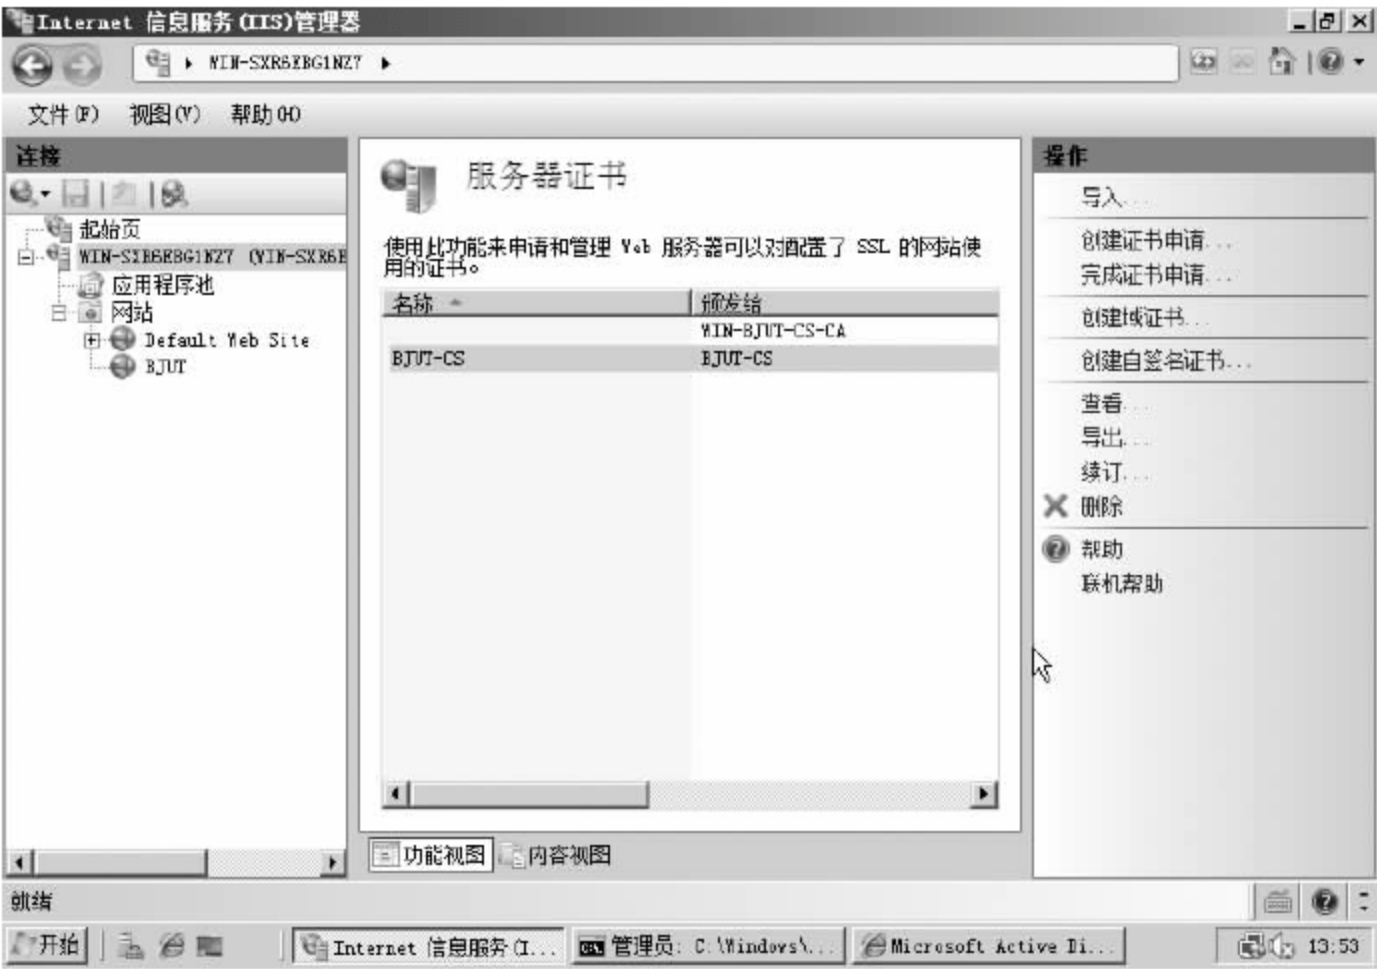 Internet 信息服务(IIS)管理器
WIN-SXR6EBG1NZ7
文件(F) 视图(V) 帮助(H)
连接
起始页
WIN-SXR6EBG1NZ7 (WIN-SXR6E
应用程序池
网站
Default Web Site
BJUT
服务器证书
使用此功能来申请和管理 Web 服务器可以对配置了 SSL 的网站使
用的证书。
名称 颁发给
WIN-BJUT-CS-CA
BJUT-CS BJUT-CS
功能视图 内容视图
操作
导入...
创建证书申请...
完成证书申请...
创建域证书...
创建自签名证书...
查看...
导出...
续订...
删除
帮助
联机帮助
就绪
开始 Internet 信息服务(I... 管理员: C:\Windows\... Microsoft Active Di... 13:53